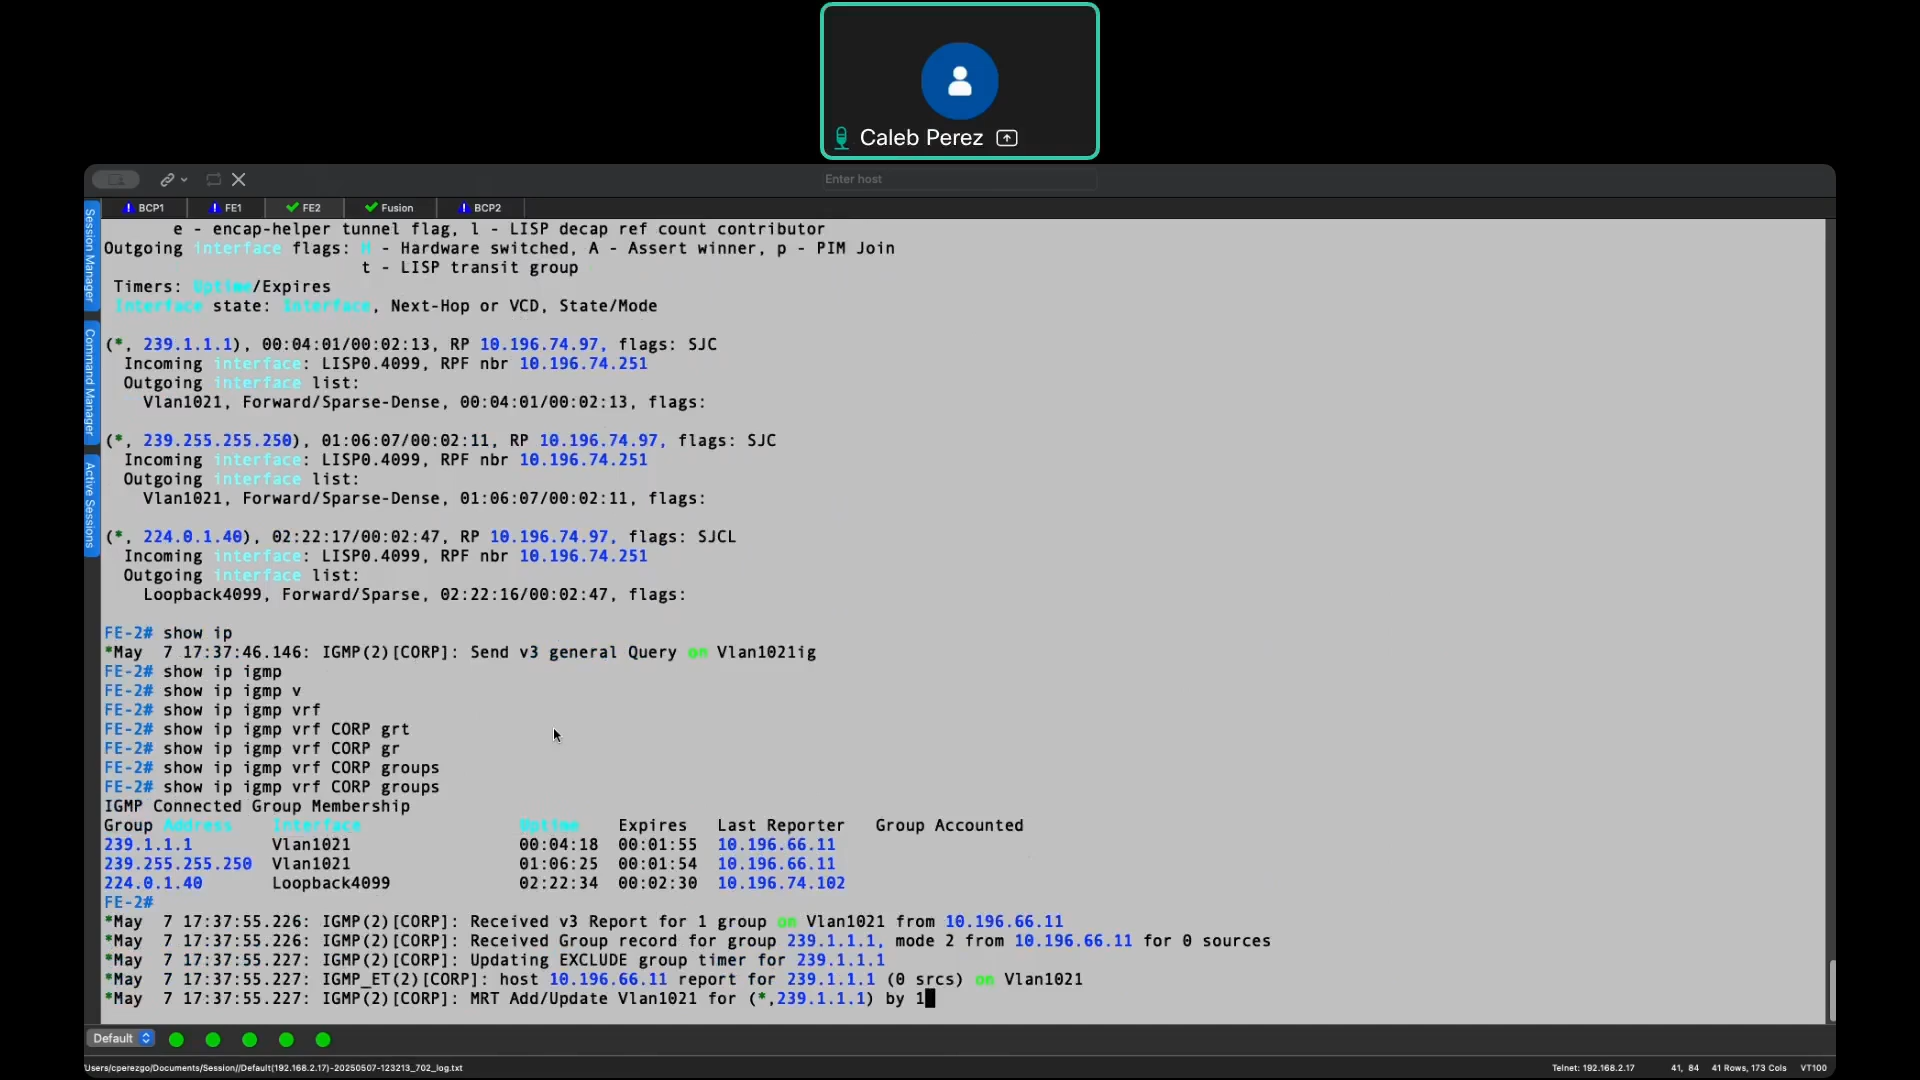 Caleb Perez
Enter host
BCP1
FE1
FE2
Fusion
BCP2
Session Manager
Command Manager
Active Sessions
e - encap-helper tunnel flag, l - LISP decap ref count contributor
Outgoing interface flags: H - Hardware switched, A - Assert winner, p - PIM Join
t - LISP transit group
Timers: Uptime/Expires
Interface state: Interface, Next-Hop or VCD, State/Mode
(*, 239.1.1.1), 00:04:01/00:02:13, RP 10.196.74.97, flags: SJC
Incoming interface: LISP0.4099, RPF nbr 10.196.74.251
Outgoing interface list:
Vlan1021, Forward/Sparse-Dense, 00:04:01/00:02:13, flags:
(*, 239.255.255.250), 01:06:07/00:02:11, RP 10.196.74.97, flags: SJC
Incoming interface: LISP0.4099, RPF nbr 10.196.74.251
Outgoing interface list:
Vlan1021, Forward/Sparse-Dense, 01:06:07/00:02:11, flags:
(*, 224.0.1.40), 02:22:17/00:02:47, RP 10.196.74.97, flags: SJCL
Incoming interface: LISP0.4099, RPF nbr 10.196.74.251
Outgoing interface list:
Loopback4099, Forward/Sparse, 02:22:16/00:02:47, flags:
FE-2# show ip
*May  7 17:37:46.146: IGMP(2)[CORP]: Send v3 general Query on Vlan1021ig
FE-2# show ip igmp
FE-2# show ip igmp v
FE-2# show ip igmp vrf
FE-2# show ip igmp vrf CORP grt
FE-2# show ip igmp vrf CORP gr
FE-2# show ip igmp vrf CORP groups
FE-2# show ip igmp vrf CORP groups
IGMP Connected Group Membership
Group Address    Interface                Uptime    Expires   Last Reporter   Group Accounted
239.1.1.1        Vlan1021                 00:04:18  00:01:55  10.196.66.11
239.255.255.250  Vlan1021                 01:06:25  00:01:54  10.196.66.11
224.0.1.40       Loopback4099             02:22:34  00:02:30  10.196.74.102
FE-2#
*May  7 17:37:55.226: IGMP(2)[CORP]: Received v3 Report for 1 group on Vlan1021 from 10.196.66.11
*May  7 17:37:55.226: IGMP(2)[CORP]: Received Group record for group 239.1.1.1, mode 2 from 10.196.66.11 for 0 sources
*May  7 17:37:55.227: IGMP(2)[CORP]: Updating EXCLUDE group timer for 239.1.1.1
*May  7 17:37:55.227: IGMP_ET(2)[CORP]: host 10.196.66.11 report for 239.1.1.1 (0 srcs) on Vlan1021
*May  7 17:37:55.227: IGMP(2)[CORP]: MRT Add/Update Vlan1021 for (*,239.1.1.1) by 1
Default
/Users/cperezgo/Documents/Session//Default(192.168.2.17)-20250507-123213_702_log.txt
Telnet: 192.168.2.17
41, 84
41 Rows, 173 Cols
VT100